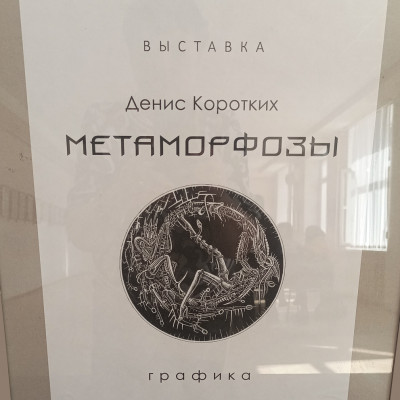 ВЫСТАВКА
Денис Коротких
МЕТАМОРФОЗЫ
графика